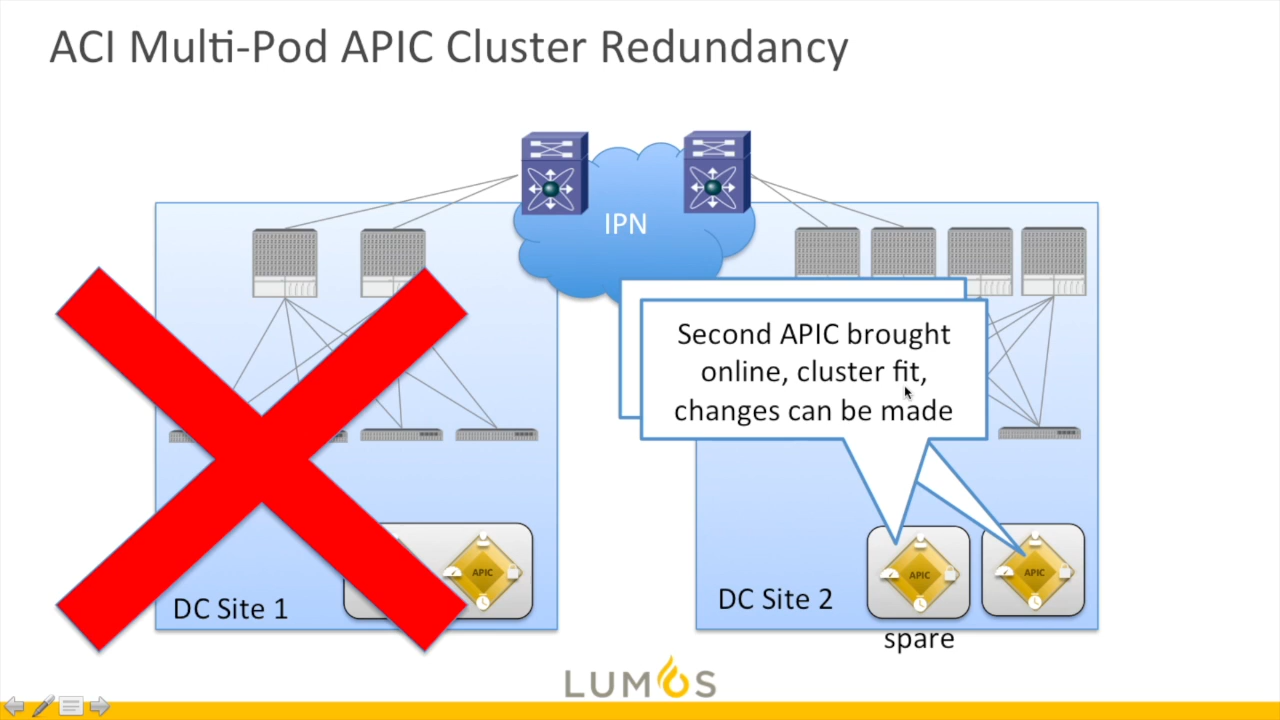 ACI Multi-Pod APIC Cluster Redundancy
IPN
Second APIC brought
online, cluster fit,
changes can be made
APIC
APIC
APIC
DC Site 1
DC Site 2
spare
LUMOS